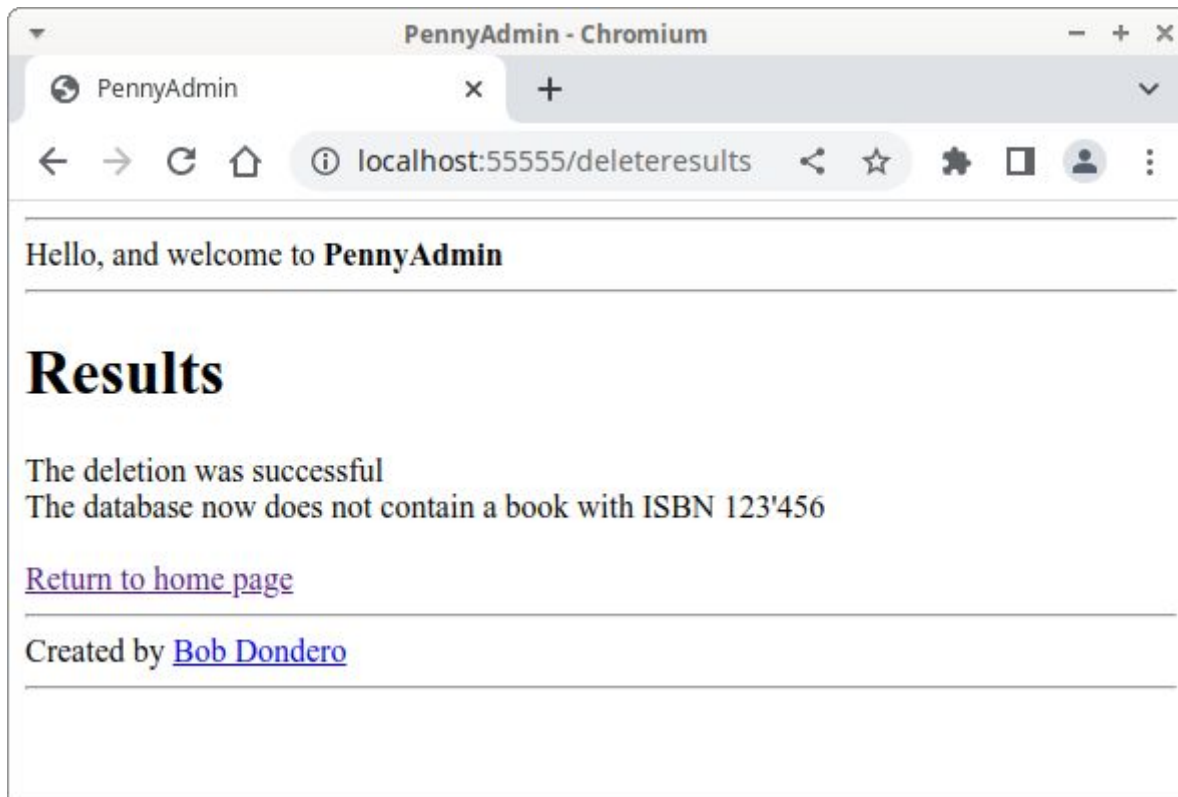 PennyAdmin - Chromium
PennyAdmin
localhost:55555/deleteresults
Hello, and welcome to PennyAdmin
Results
The deletion was successful
The database now does not contain a book with ISBN 123'456
Return to home page
Created by Bob Dondero